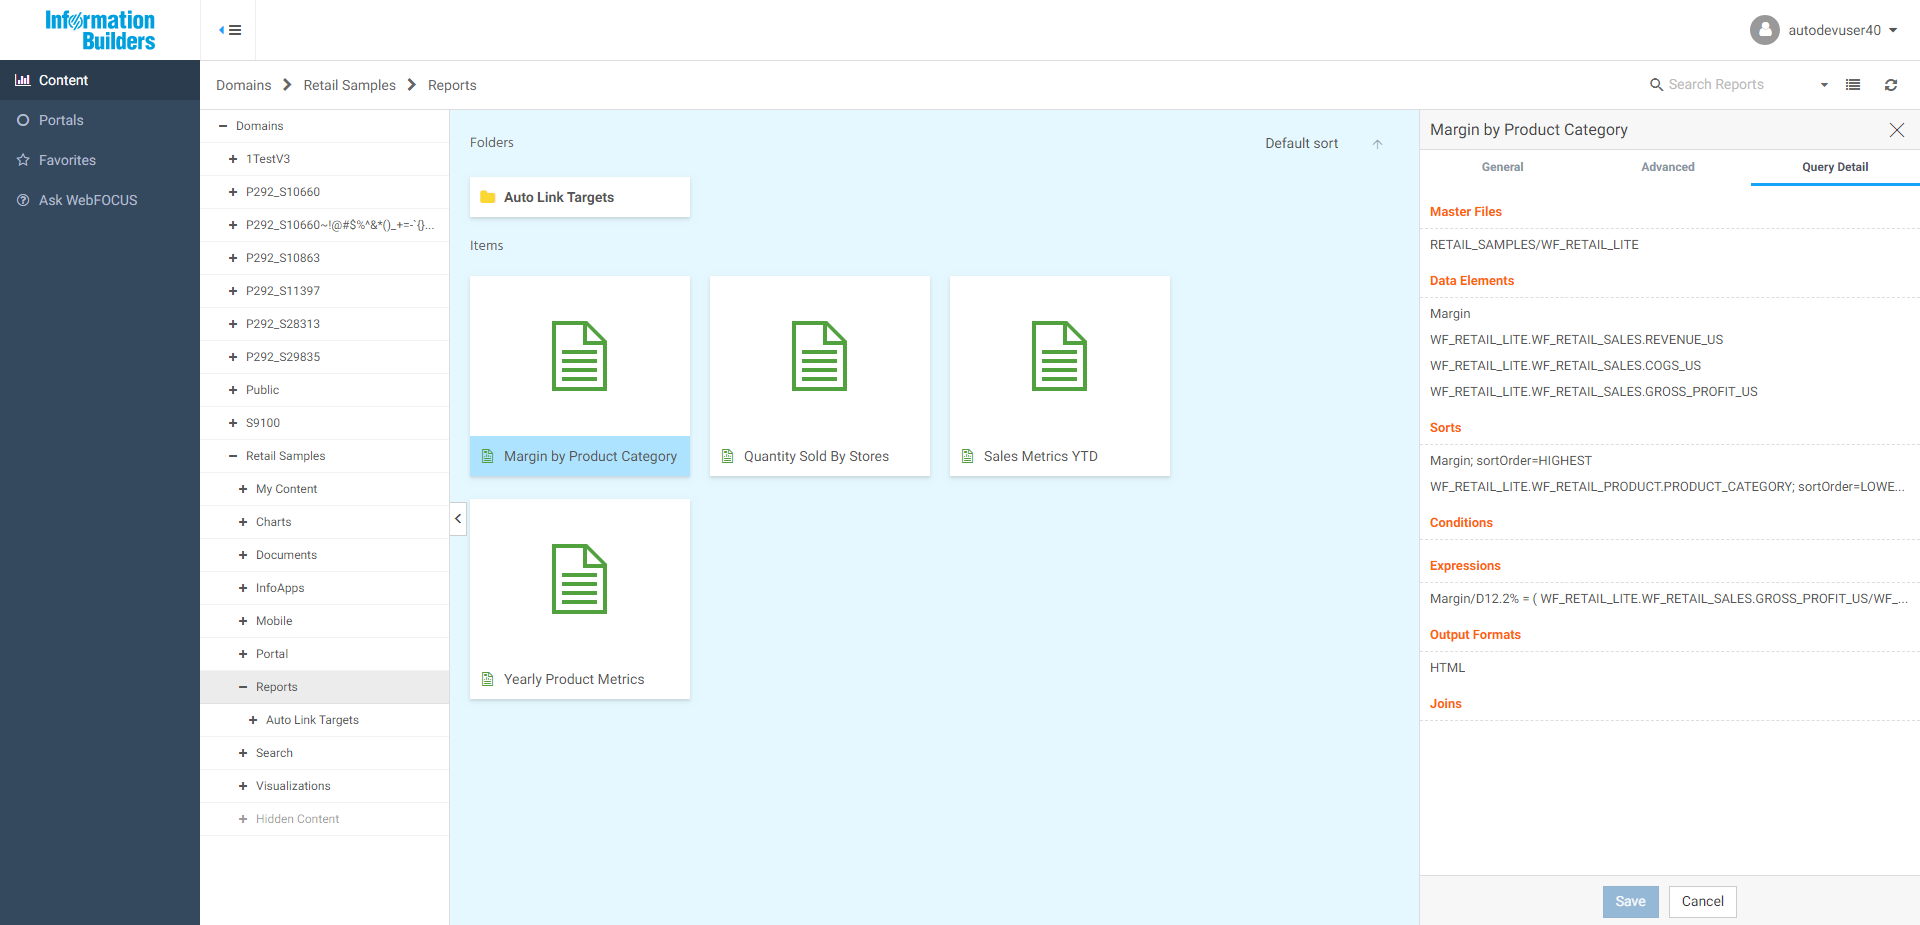 Information
Builders
autodevuser40
Content
Portals
Favorites
Ask WebFOCUS
Domains
Retail Samples
Reports
Search Reports
Domains
1TestV3
P292_S10660
P292_S10660~!@#$%^&*()_+=-`{}...
P292_S10863
P292_S11397
P292_S28313
P292_S29835
Public
S9100
Retail Samples
My Content
Charts
Documents
InfoApps
Mobile
Portal
Reports
Auto Link Targets
Search
Visualizations
Hidden Content
Folders
Default sort
Auto Link Targets
Items
Margin by Product Category
Quantity Sold By Stores
Sales Metrics YTD
Yearly Product Metrics
Margin by Product Category
General
Advanced
Query Detail
Master Files
RETAIL_SAMPLES/WF_RETAIL_LITE
Data Elements
Margin
WF_RETAIL_LITE.WF_RETAIL_SALES.REVENUE_US
WF_RETAIL_LITE.WF_RETAIL_SALES.COGS_US
WF_RETAIL_LITE.WF_RETAIL_SALES.GROSS_PROFIT_US
Sorts
Margin; sortOrder=HIGHEST
WF_RETAIL_LITE.WF_RETAIL_PRODUCT.PRODUCT_CATEGORY; sortOrder=LOWE...
Conditions
Expressions
Margin/D12.2% = ( WF_RETAIL_LITE.WF_RETAIL_SALES.GROSS_PROFIT_US/WF_...
Output Formats
HTML
Joins
Save
Cancel